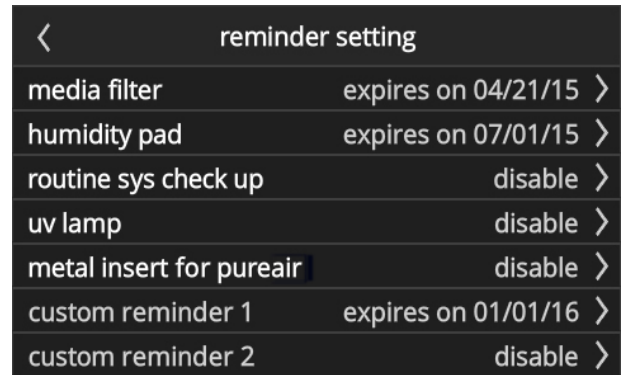 reminder setting
media filter expires on 04/21/15
humidity pad expires on 07/01/15
routine sys check up disable
uv lamp disable
metal insert for pureair disable
custom reminder 1 expires on 01/01/16
custom reminder 2 disable